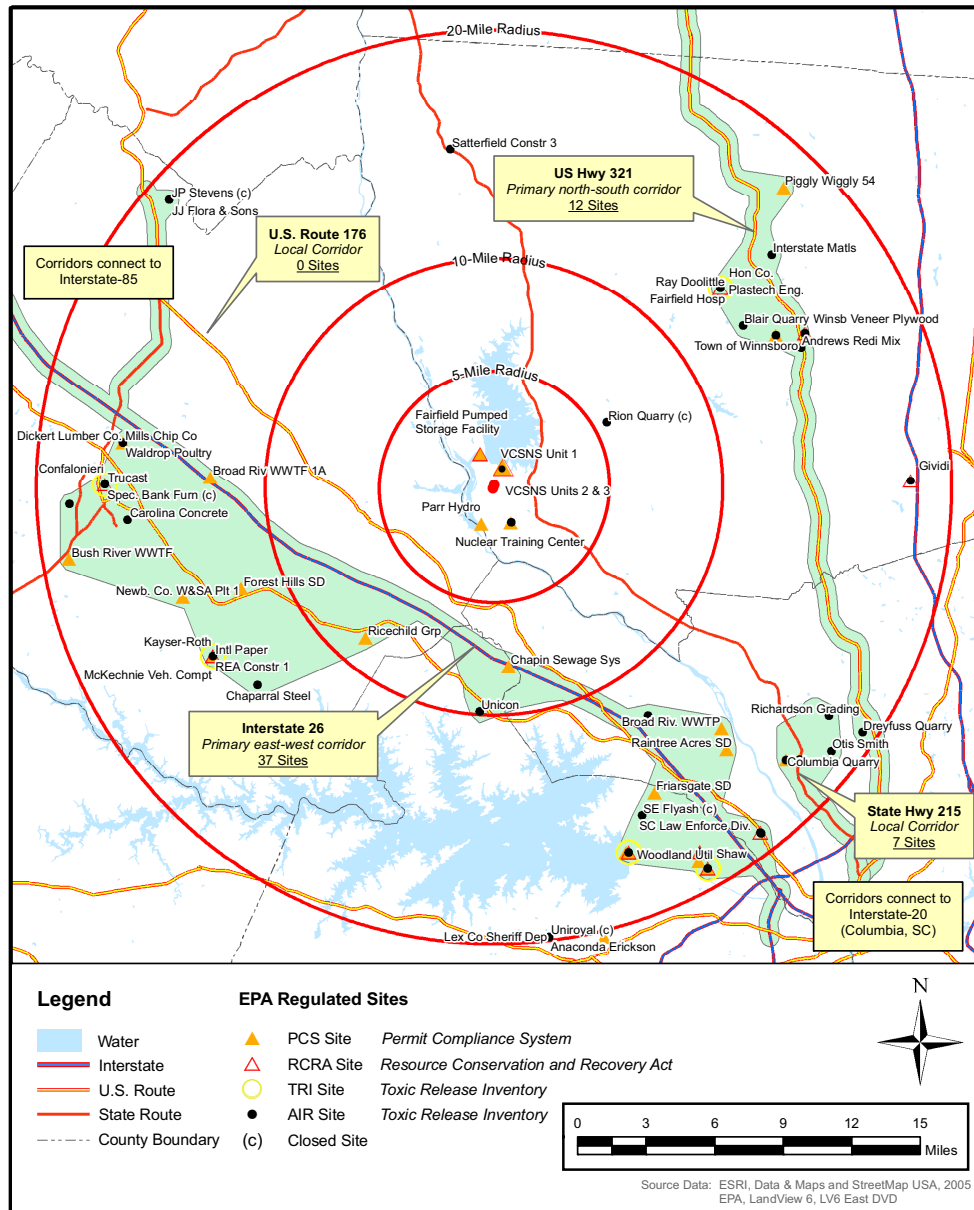 20-Mile Radius
Satterfield Constr 3
US Hwy 321
Primary north-south corridor
12 Sites
Piggly Wiggly 54
JP Stevens (c)
JJ Flora & Sons
U.S. Route 176
Local Corridor
0 Sites
Corridors connect to
Interstate-85
Interstate Matls
10-Mile Radius
Hon Co.
Ray Doolittle
Plastech Eng.
Fairfield Hosp
Blair Quarry
Winsb Veneer Plywood
Town of Winnsboro
Andrews Redi Mix
5-Mile Radius
Rion Quarry (c)
Fairfield Pumped
Storage Facility
Dickert Lumber Co.
Mills Chip Co
Waldrop Poultry
VCSNS Unit 1
Confalonieri
Trucast
Broad Riv WWTF 1A
Gividi
Spec. Bank Furn (c)
VCSNS Units 2 & 3
Carolina Concrete
Parr Hydro
Nuclear Training Center
Bush River WWTF
Newb. Co. W&SA Plt 1
Forest Hills SD
Ricechild Grp
Kayser-Roth
Intl Paper
REA Constr 1
McKechnie Veh. Compt
Chapin Sewage Sys
Chaparral Steel
Unicon
Interstate 26
Primary east-west corridor
37 Sites
Richardson Grading
Broad Riv. WWTP
Dreyfuss Quarry
Raintree Acres SD
Otis Smith
Columbia Quarry
Friarsgate SD
SE Flyash (c)
SC Law Enforce Div.
State Hwy 215
Local Corridor
7 Sites
Woodland Util
Shaw
Corridors connect to
Interstate-20
(Columbia, SC)
Lex Co Sheriff Dep
Uniroyal (c)
Anaconda Erickson
Legend
Water
Interstate
U.S. Route
State Route
County Boundary
EPA Regulated Sites
PCS Site Permit Compliance System
RCRA Site Resource Conservation and Recovery Act
TRI Site Toxic Release Inventory
AIR Site Toxic Release Inventory
(c) Closed Site
N
0 3 6 9 12 15
Miles
Source Data: ESRI, Data & Maps and StreetMap USA, 2005
EPA, LandView 6, LV6 East DVD